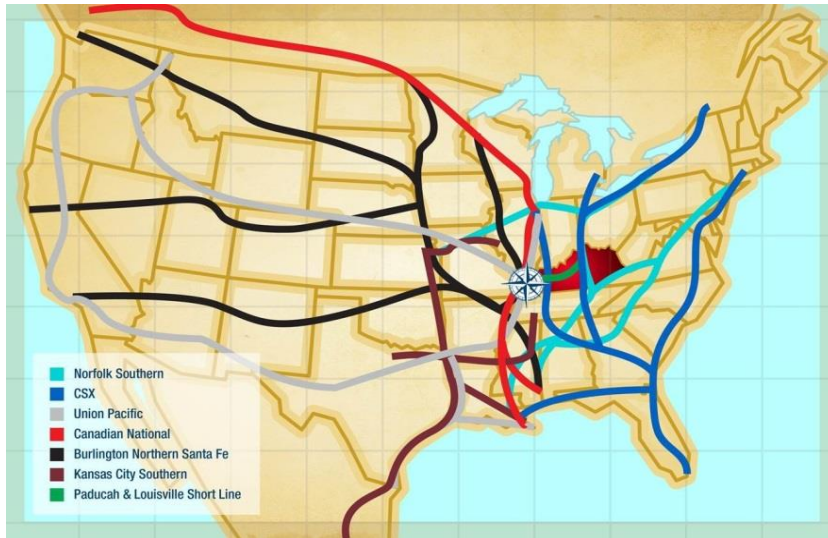 Norfolk Southern
CSX
Union Pacific
Canadian National
Burlington Northern Santa Fe
Kansas City Southern
Paducah & Louisville Short Line